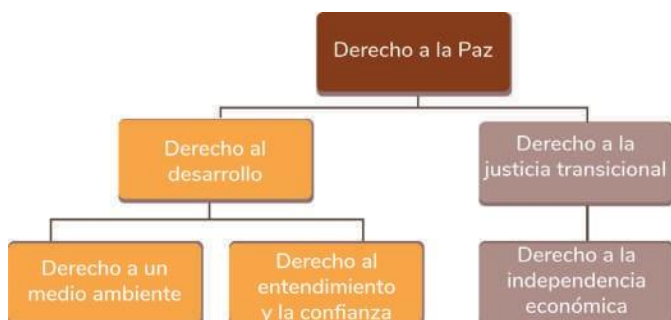 Derecho a la Paz
Derecho al
desarrollo
Derecho a la
justicia transicional
Derecho a un
medio ambiente
Derecho al
entendimiento
y la confianza
Derecho a la
independencia
económica